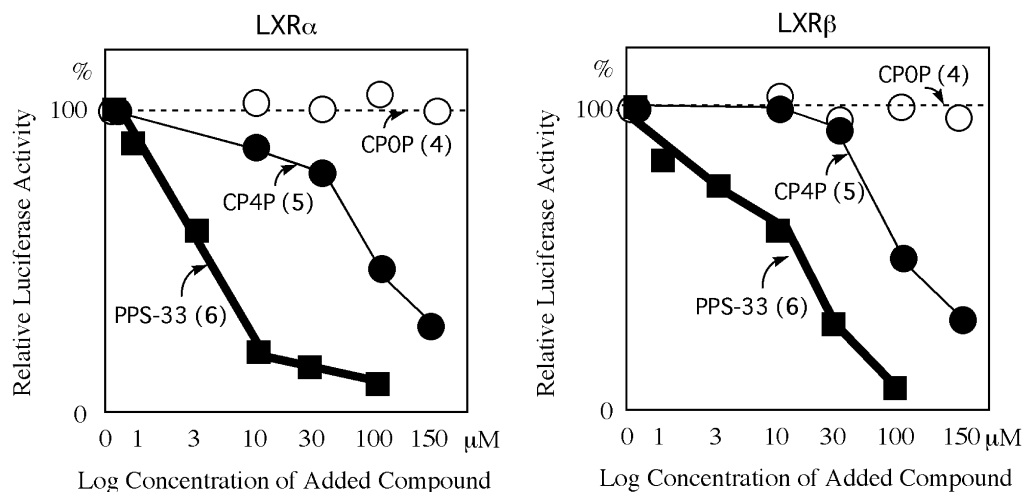 LXRα
%
100
0
Relative Luciferase Activity
CP0P (4)
CP4P (5)
PPS-33 (6)
0 1 3 10 30 100 150 μM
Log Concentration of Added Compound
LXRβ
%
100
0
Relative Luciferase Activity
CP0P (4)
CP4P (5)
PPS-33 (6)
0 1 3 10 30 100 150 μM
Log Concentration of Added Compound